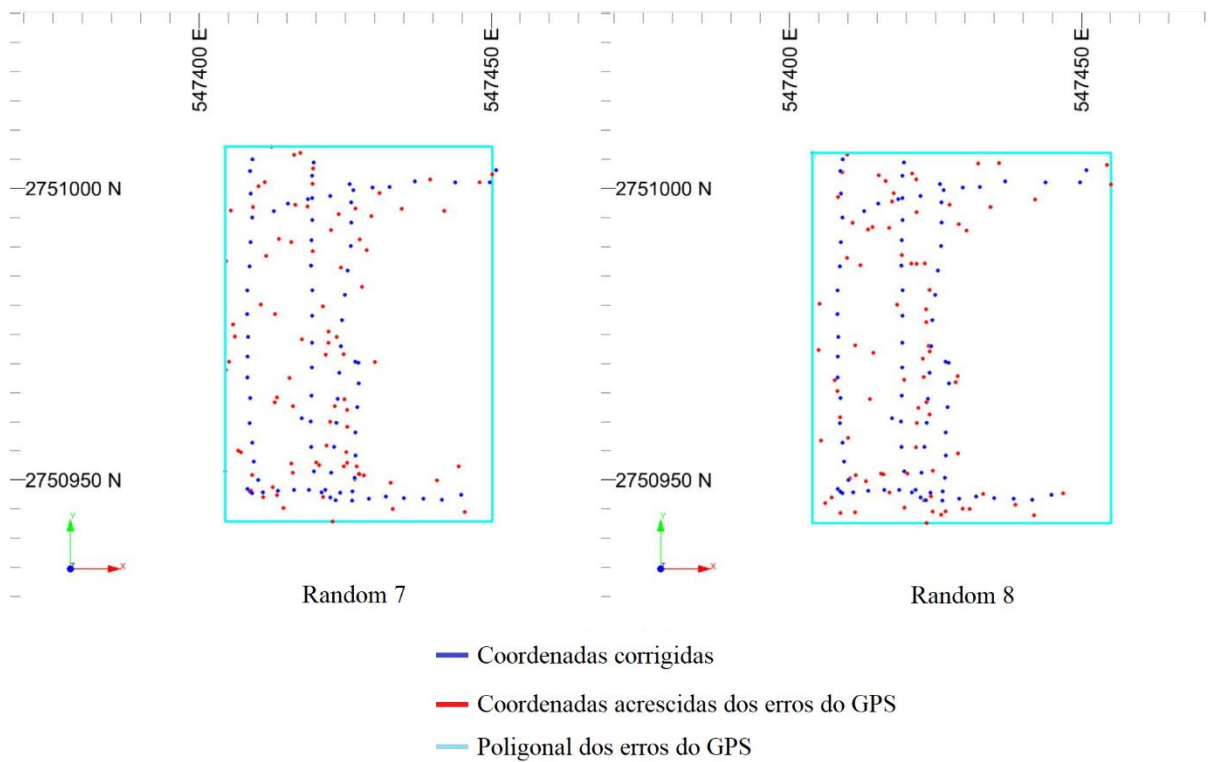 547400 E
547450 E
547400 E
547450 E
2751000 N
2751000 N
2750950 N
2750950 N
Y
X
Y
X
Random 7
Random 8
Coordenadas corrigidas
Coordenadas acrescidas dos erros do GPS
Poligonal dos erros do GPS